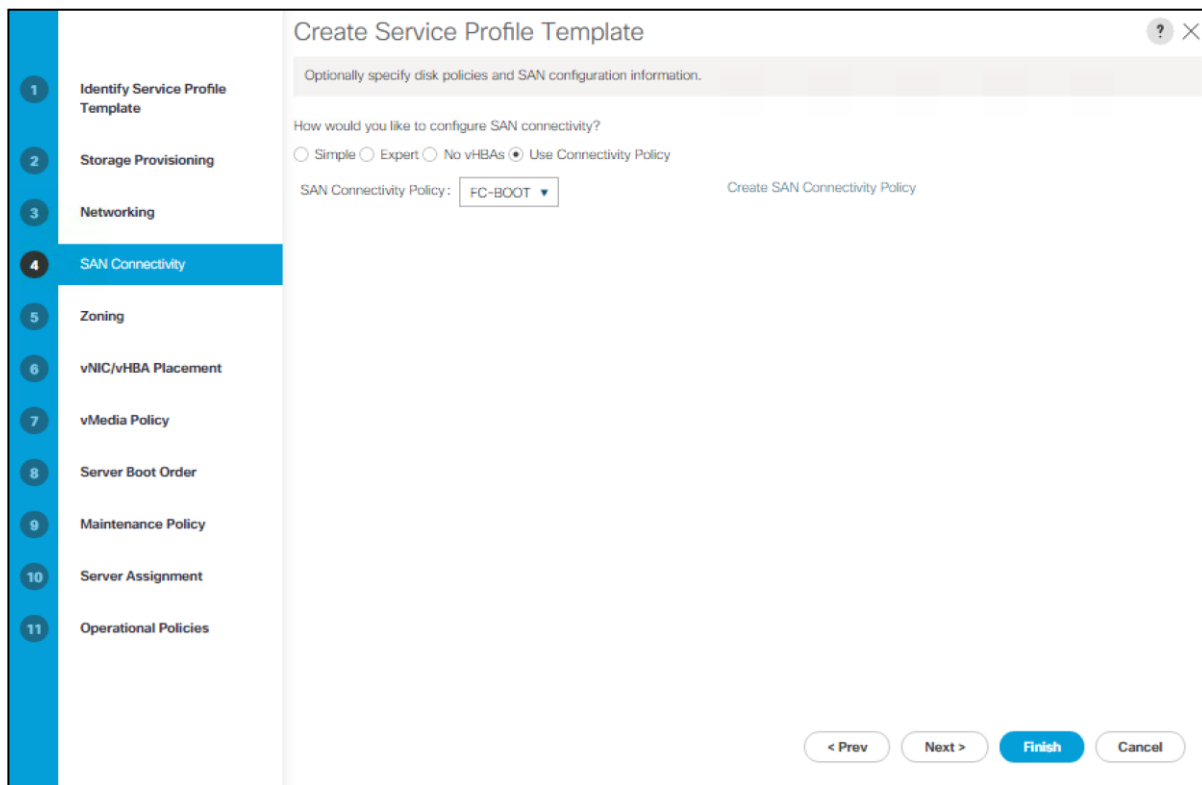 Create Service Profile Template
?
Optionally specify disk policies and SAN configuration information.
1 Identify Service Profile
Template
2 Storage Provisioning
3 Networking
4 SAN Connectivity
5 Zoning
6 vNIC/vHBA Placement
7 vMedia Policy
8 Server Boot Order
9 Maintenance Policy
10 Server Assignment
11 Operational Policies
How would you like to configure SAN connectivity?
Simple Expert No vHBAs Use Connectivity Policy
SAN Connectivity Policy : FC-BOOT Create SAN Connectivity Policy
< Prev Next > Finish Cancel